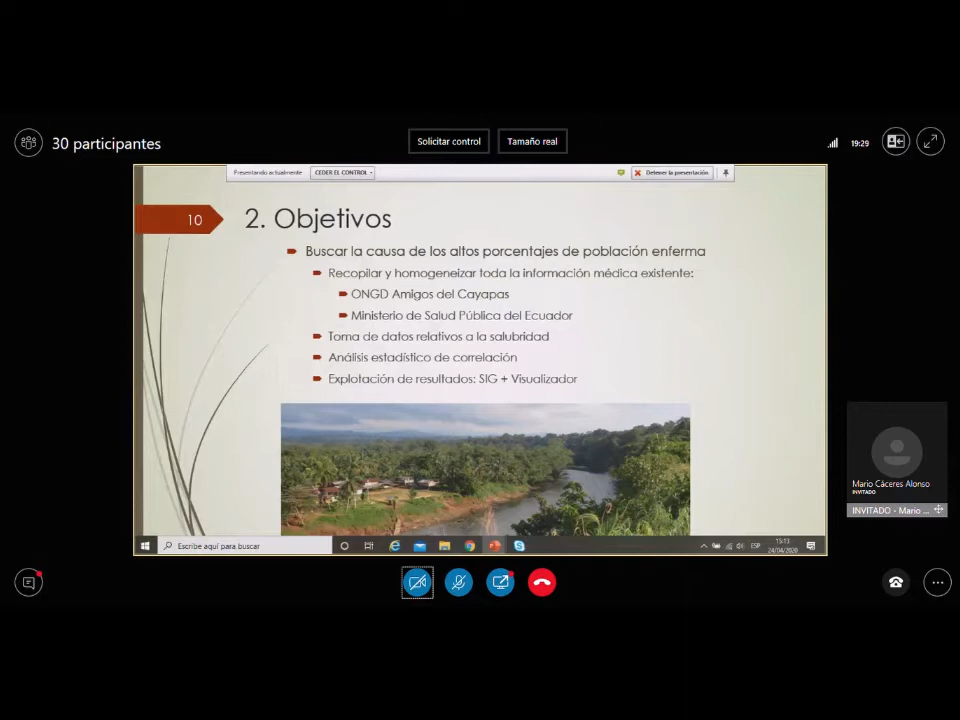 30 participantes
Solicitar control
Tamaño real
19:29
Presentando actualmente
CEDER EL CONTROL
Detener la presentación
10
2. Objetivos
Buscar la causa de los altos porcentajes de población enferma
Recopilar y homogeneizar toda la información médica existente:
ONGD Amigos del Cayapas
Ministerio de Salud Pública del Ecuador
Toma de datos relativos a la salubridad
Análisis estadístico de correlación
Explotación de resultados: SIG + Visualizador
Mario Cáceres Alonso
INVITADO
INVITADO - Mario ...
Escribe aquí para buscar
ESP
15:13
24/04/2020